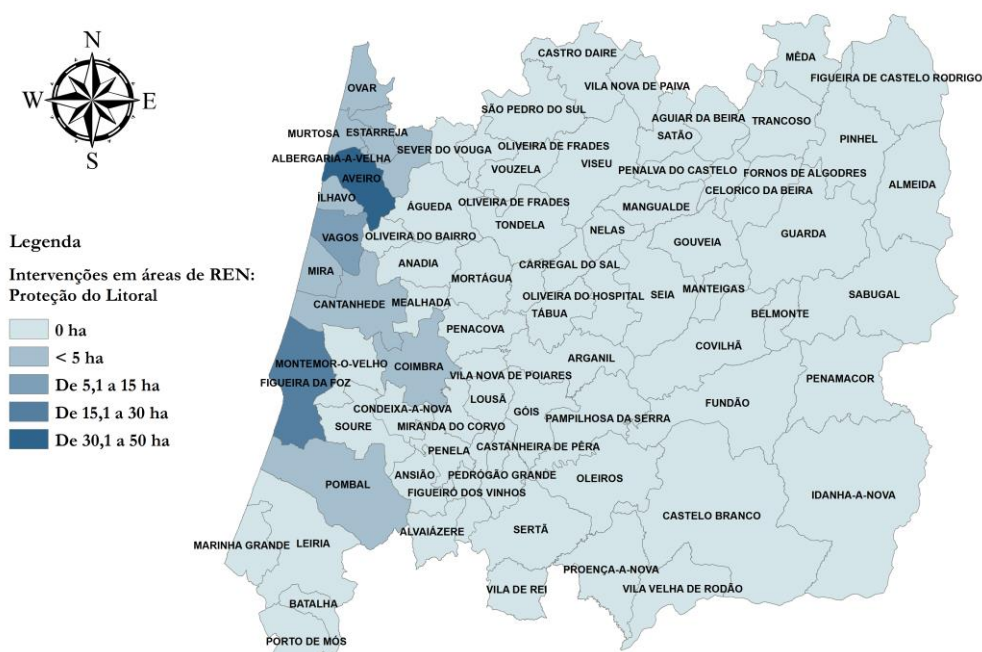 N
W E
S
Legenda
Intervenções em áreas de REN:
Proteção do Litoral
0 ha
< 5 ha
De 5,1 a 15 ha
De 15,1 a 30 ha
De 30,1 a 50 ha
CASTRO DAIRE
MÊDA
FIGUEIRA DE CASTELO RODRIGO
OVAR
VILA NOVA DE PAIVA
SÃO PEDRO DO SUL
AGUIAR DA BEIRA
TRANCOSO
MURTOSA
ESTARREJA
SATÃO
PINHEL
SEVER DO VOUGA
OLIVEIRA DE FRADES
ALBERGARIA-A-VELHA
VISEU
VOUZELA
PENALVA DO CASTELO
FORNOS DE ALGODRES
AVEIRO
ALMEIDA
CELORICO DA BEIRA
ÍLHAVO
ÁGUEDA
OLIVEIRA DE FRADES
MANGUALDE
TONDELA
NELAS
GUARDA
VAGOS
OLIVEIRA DO BAIRRO
GOUVEIA
ANADIA
CARREGAL DO SAL
MIRA
MORTÁGUA
MANTEIGAS
SEIA
OLIVEIRA DO HOSPITAL
SABUGAL
CANTANHEDE
MEALHADA
TÁBUA
BELMONTE
PENACOVA
COVILHÃ
ARGANIL
MONTEMOR-O-VELHO
COIMBRA
VILA NOVA DE POIARES
PENAMACOR
FIGUEIRA DA FOZ
LOUSÃ
FUNDÃO
CONDEIXA-A-NOVA
GÓIS
PAMPILHOSA DA SERRA
SOURE
MIRANDA DO CORVO
PENELA
CASTANHEIRA DE PÊRA
ANSIÃO
PEDRÓGÃO GRANDE
OLEIROS
POMBAL
FIGUEIRÓ DOS VINHOS
IDANHA-A-NOVA
CASTELO BRANCO
ALVAIÁZERE
SERTÃ
MARINHA GRANDE
LEIRIA
PROENÇA-A-NOVA
VILA DE REI
VILA VELHA DE RODÃO
BATALHA
PORTO DE MÓS